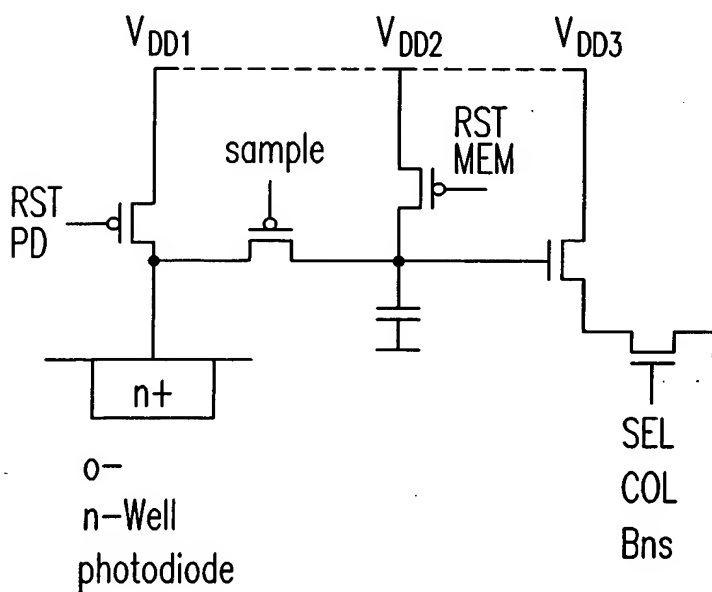 VDD1 VDD2 VDD3
RST
MEM
sample
RST
PD
n+
SEL
COL
Bns
o-
n-Well
photodiode